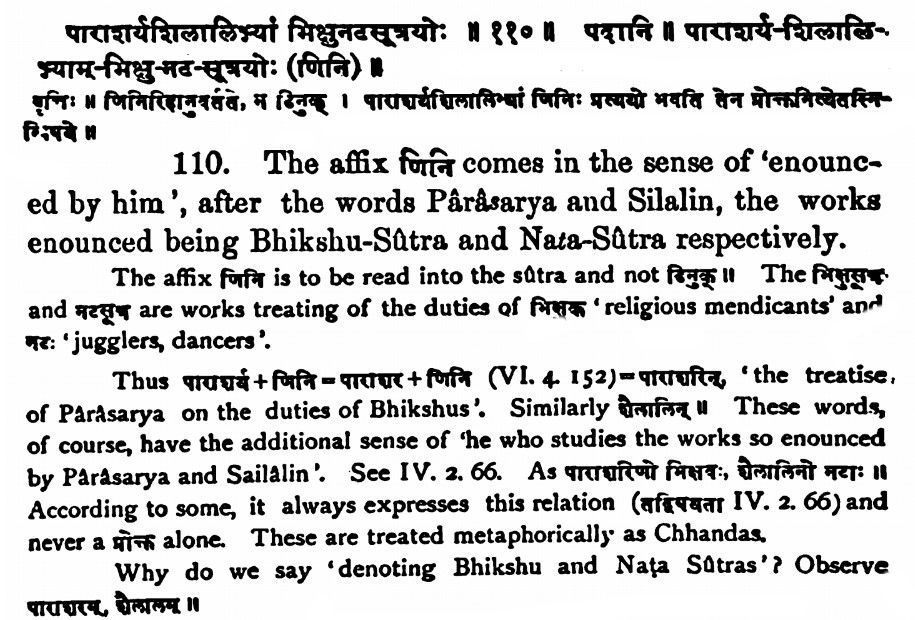 पाराशर्यशिलालिभ्यां भिक्षुनटसूत्रयोः ॥ ११० ॥ पदानि ॥ पाराशर्य-शिलालि-
भ्याम्-भिक्षु-नट-सूत्रयोः (णिनि) ॥
वृत्तिः ॥ णिनिरिहानुवर्तते, न ढिनुक् । पाराशर्यशिलालिभ्यां णिनिः प्रत्ययो भवति तेन प्रोक्तमित्येतस्मि-
न्विषये ॥
110. The affix णिनि comes in the sense of ‘enounc-
ed by him’, after the words Pârâsarya and Silalin, the works
enounced being Bhikshu-Sûtra and Nata-Sûtra respectively.
The affix णिनि is to be read into the sûtra and not ढिनुक् ॥ The भिक्षुसूत्र
and नटसूत्र are works treating of the duties of भिक्षुक ‘religious mendicants’ and
नटः ‘jugglers, dancers’.
Thus पाराशर्य + णिनि = पाराशर + णिनि (VI. 4. 152) = पाराशरिन्, ‘the treatise
of Pârâsarya on the duties of Bhikshus’. Similarly शैलालिन् ॥ These words,
of course, have the additional sense of ‘he who studies the works so enounced
by Pârâsarya and Sailâlin’. See IV. 2. 66. As पाराशरिणो भिक्षवः, शैलालिनो नटाः ॥
According to some, it always expresses this relation (तद्विषयता IV. 2. 66) and
never a प्रोक्त alone. These are treated metaphorically as Chhandas.
Why do we say ‘denoting Bhikshu and Naṭa Sûtras’? Observe
पाराशरम्, शैलालम् ॥